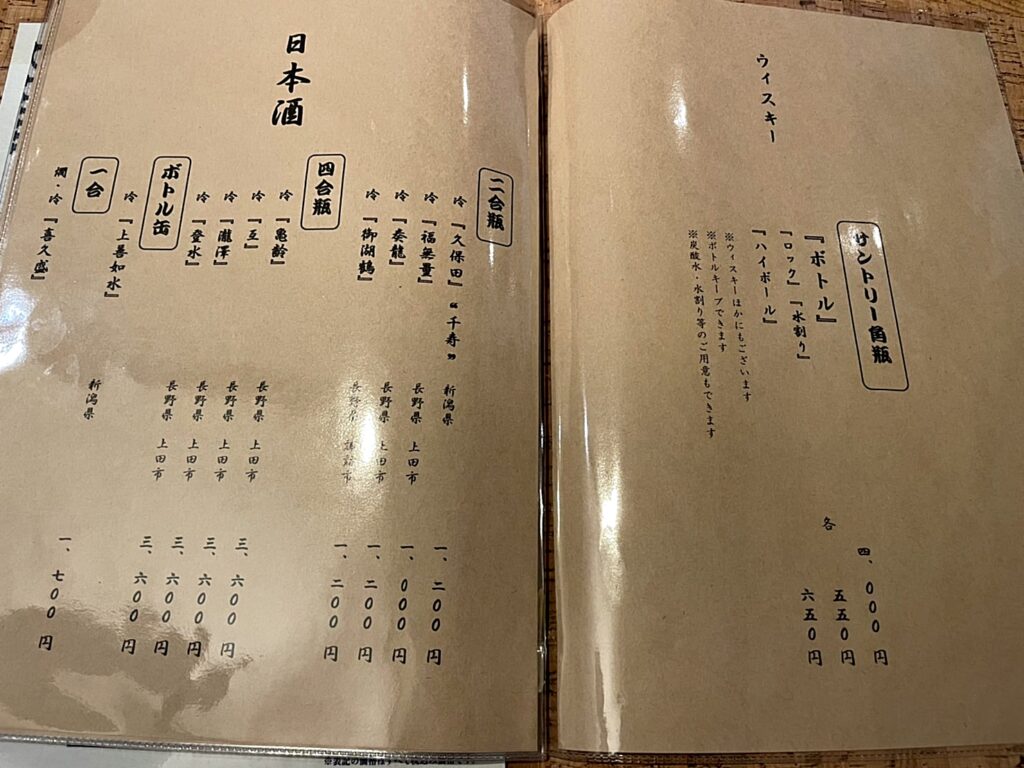 ウィスキー
サントリー角瓶
『ボトル』 四、〇〇〇円
「ロック」「水割り」 各 五五〇円
『ハイボール』 六五〇円
※ウィスキーほかにもございます
※ボトルキープできます
※炭酸水・水割り等のご用意もできます
日本酒
二合瓶
冷『久保田』“千寿” 新潟県 一、二〇〇円
冷『福無量』 長野県 上田市 一、〇〇〇円
冷『秦龍』 長野県 上田市 一、二〇〇円
冷『御湖鶴』 長野県 一、二〇〇円
四合瓶
冷『亀齢』 長野県 上田市 三、六〇〇円
冷『互』 長野県 上田市 三、六〇〇円
冷『瀧澤』 長野県 上田市 三、六〇〇円
冷『登水』 長野県 上田市 三、六〇〇円
ボトル缶
冷『上善如水』 新潟県 一、七〇〇円
一合
燗・冷『喜久盛』